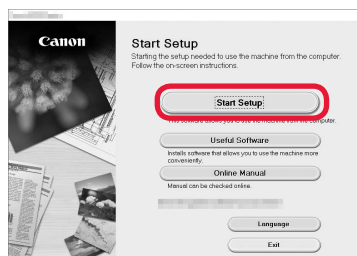 Canon
Start Setup
Starting the setup needed to use the machine from the computer.
Follow the on-screen instructions.
Start Setup
computer.
Useful Software
Installs software that allows you to use the machine more
conveniently.
Online Manual
Manual can be checked online.
Language
Exit